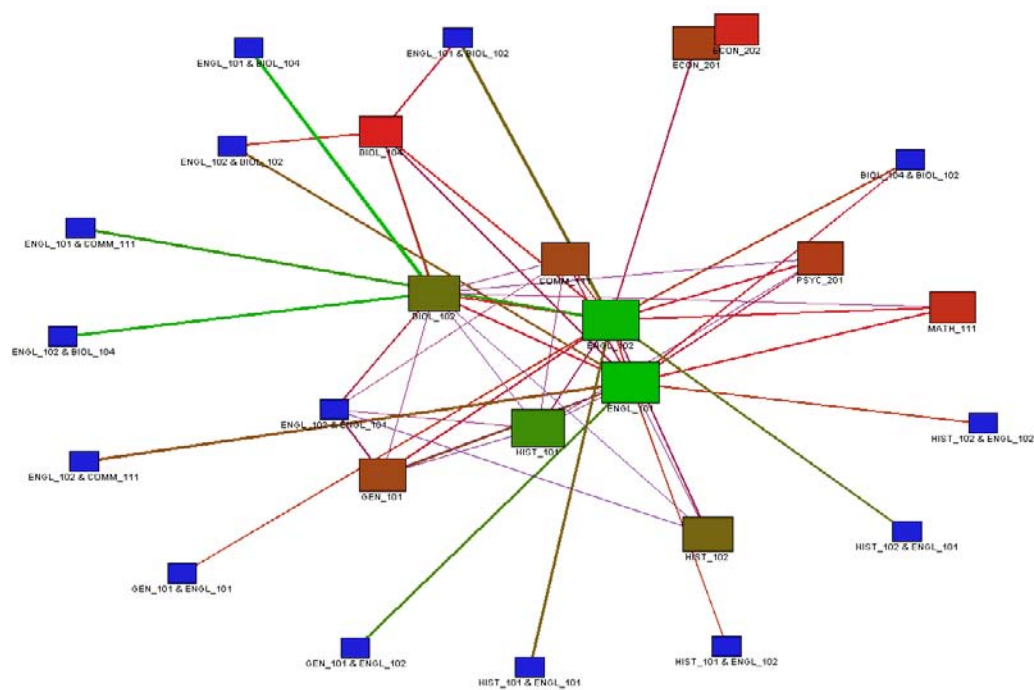 ENGL_101 & BIOL_102
ECON_202
ECON_201
ENGL_101 & BIOL_104
BIOL_104
ENGL_102 & BIOL_102
BIOL_104 & BIOL_102
ENGL_101 & COMM_111
COMM_111
PSYC_201
BIOL_102
MATH_111
ENGL_102
ENGL_102 & BIOL_104
ENGL_101
ENGL_102 & ENGL_104
HIST_102 & ENGL_102
HIST_101
ENGL_102 & COMM_111
GEN_101
HIST_102
HIST_102 & ENGL_101
GEN_101 & ENGL_101
GEN_101 & ENGL_102
HIST_101 & ENGL_102
HIST_101 & ENGL_101